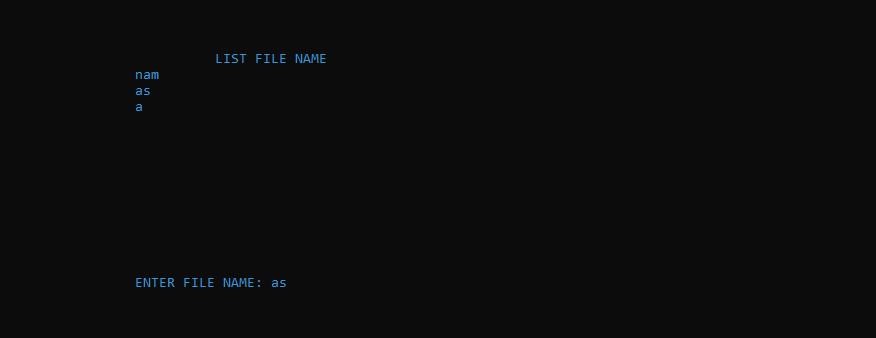 LIST FILE NAME
nam
as
a
ENTER FILE NAME: as